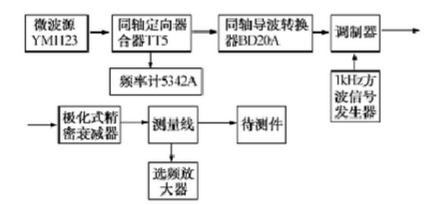 微波源
YM1123
同轴定向器
合器TT5
同轴导波转换
器BD20A
调制器
频率计5342A
1kHz方
波信号
发生器
极化式精
密衰减器
测量线
待测件
选频放
大器